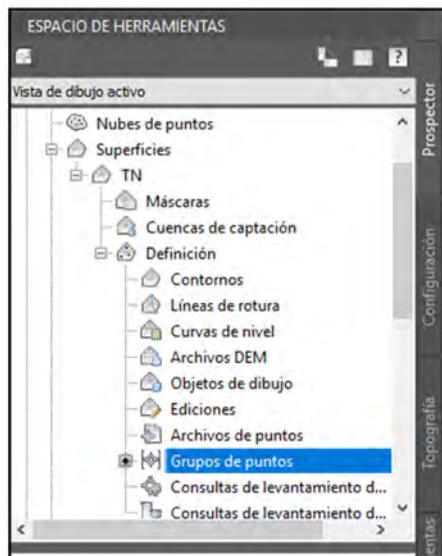 ESPACIO DE HERRAMIENTAS
?
Vista de dibujo activo
Nubes de puntos
Superficies
TN
Máscaras
Cuencas de captación
Definición
Contornos
Líneas de rotura
Curvas de nivel
Archivos DEM
Objetos de dibujo
Ediciones
Archivos de puntos
Grupos de puntos
Consultas de levantamiento d...
Consultas de levantamiento d...
Prospector
Configuración
Topografía